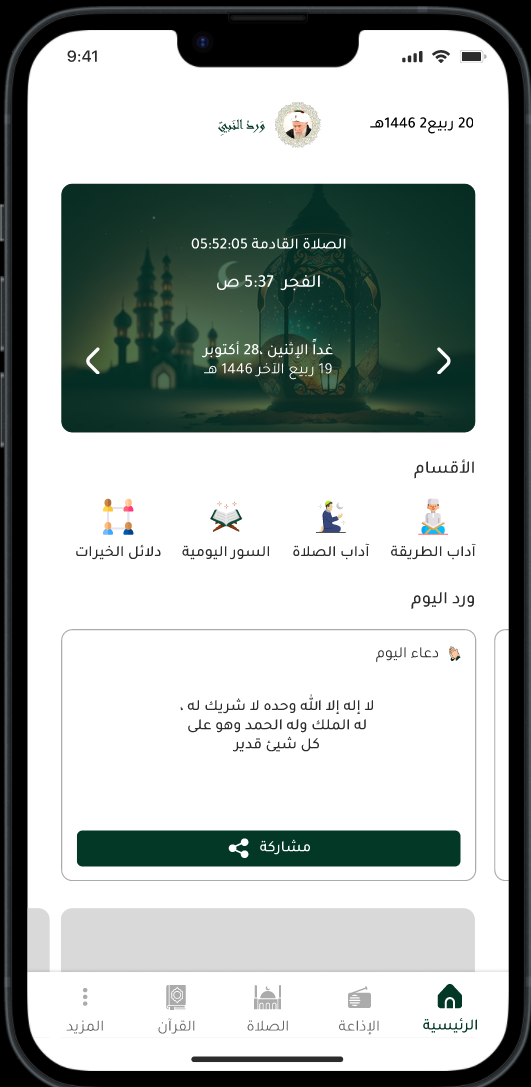 9:41
20 ربيع2 1446هـ
وَردُ النَبيّ
الصلاة القادمة 05:52:05
الفجر 5:37 ص
غداً الإثنين ،28 أكتوبر
19 ربيع الآخر 1446 هـ
الأقسام
آداب الطريقة
آداب الصلاة
السور اليومية
دلائل الخيرات
ورد اليوم
دعاء اليوم
لا إله إلا الله وحده لا شريك له ،
له الملك وله الحمد وهو على
كل شيئ قدير
مشاركة
الرئيسية
الإذاعة
الصلاة
القرآن
المزيد